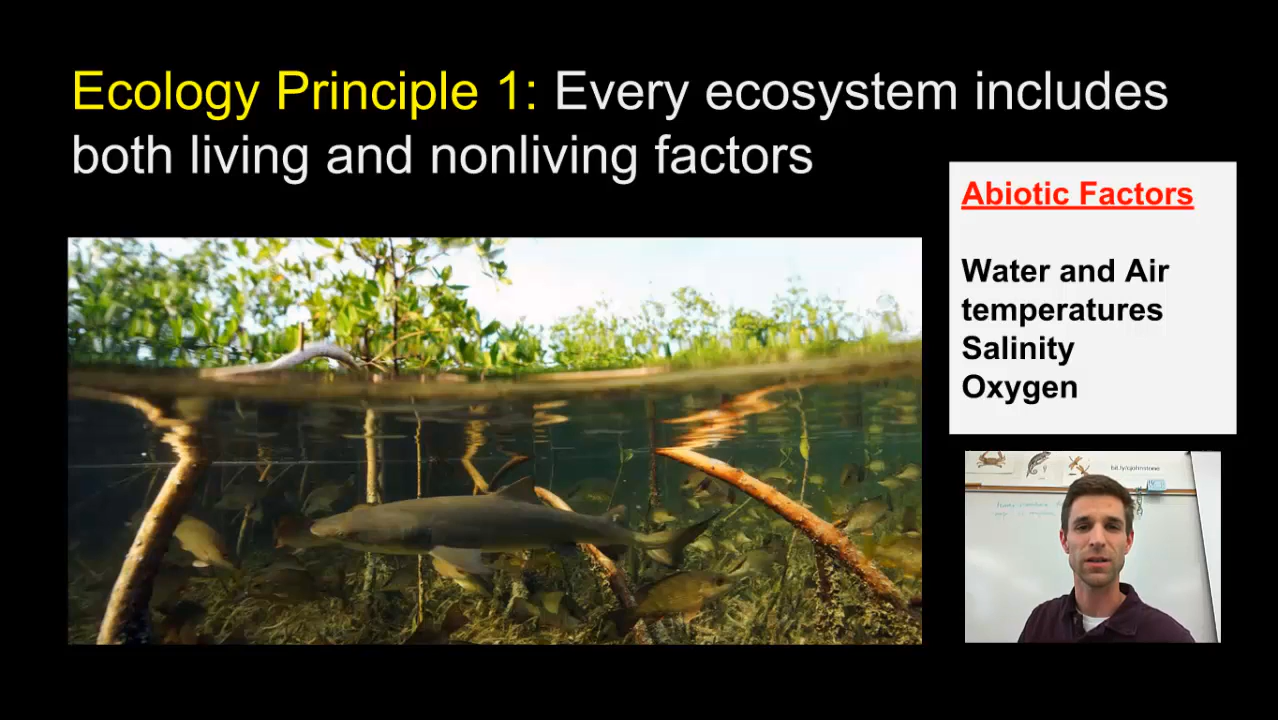 Ecology Principle 1: Every ecosystem includes
both living and nonliving factors
Abiotic Factors
Water and Air
temperatures
Salinity
Oxygen